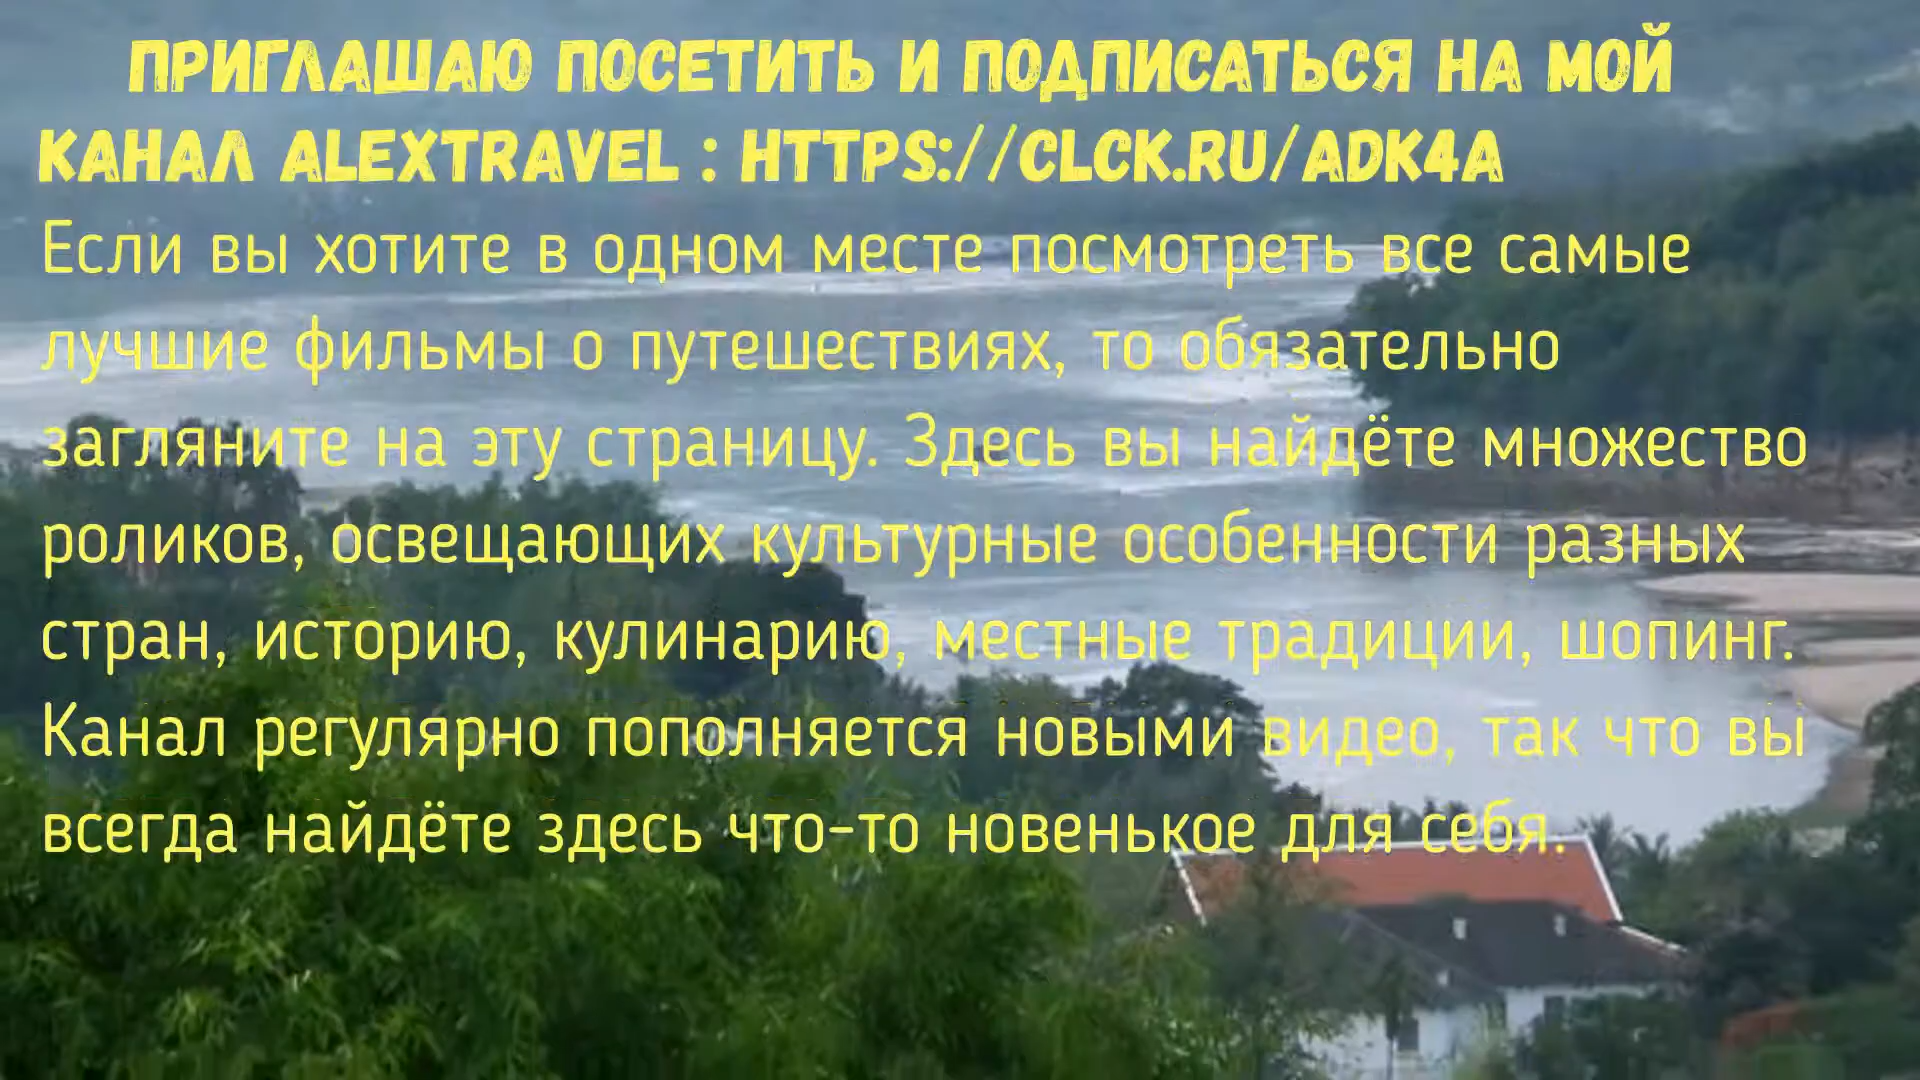 ПРИГЛАШАЮ ПОСЕТИТЬ И ПОДПИСАТЬСЯ НА МОЙ
КАНАЛ ALEXTRAVEL : HTTPS://CLCK.RU/ADK4A
Если вы хотите в одном месте посмотреть все самые
лучшие фильмы о путешествиях, то обязательно
загляните на эту страницу. Здесь вы найдёте множество
роликов, освещающих культурные особенности разных
стран, историю, кулинарию, местные традиции, шопинг.
Канал регулярно пополняется новыми видео, так что вы
всегда найдёте здесь что-то новенькое для себя.